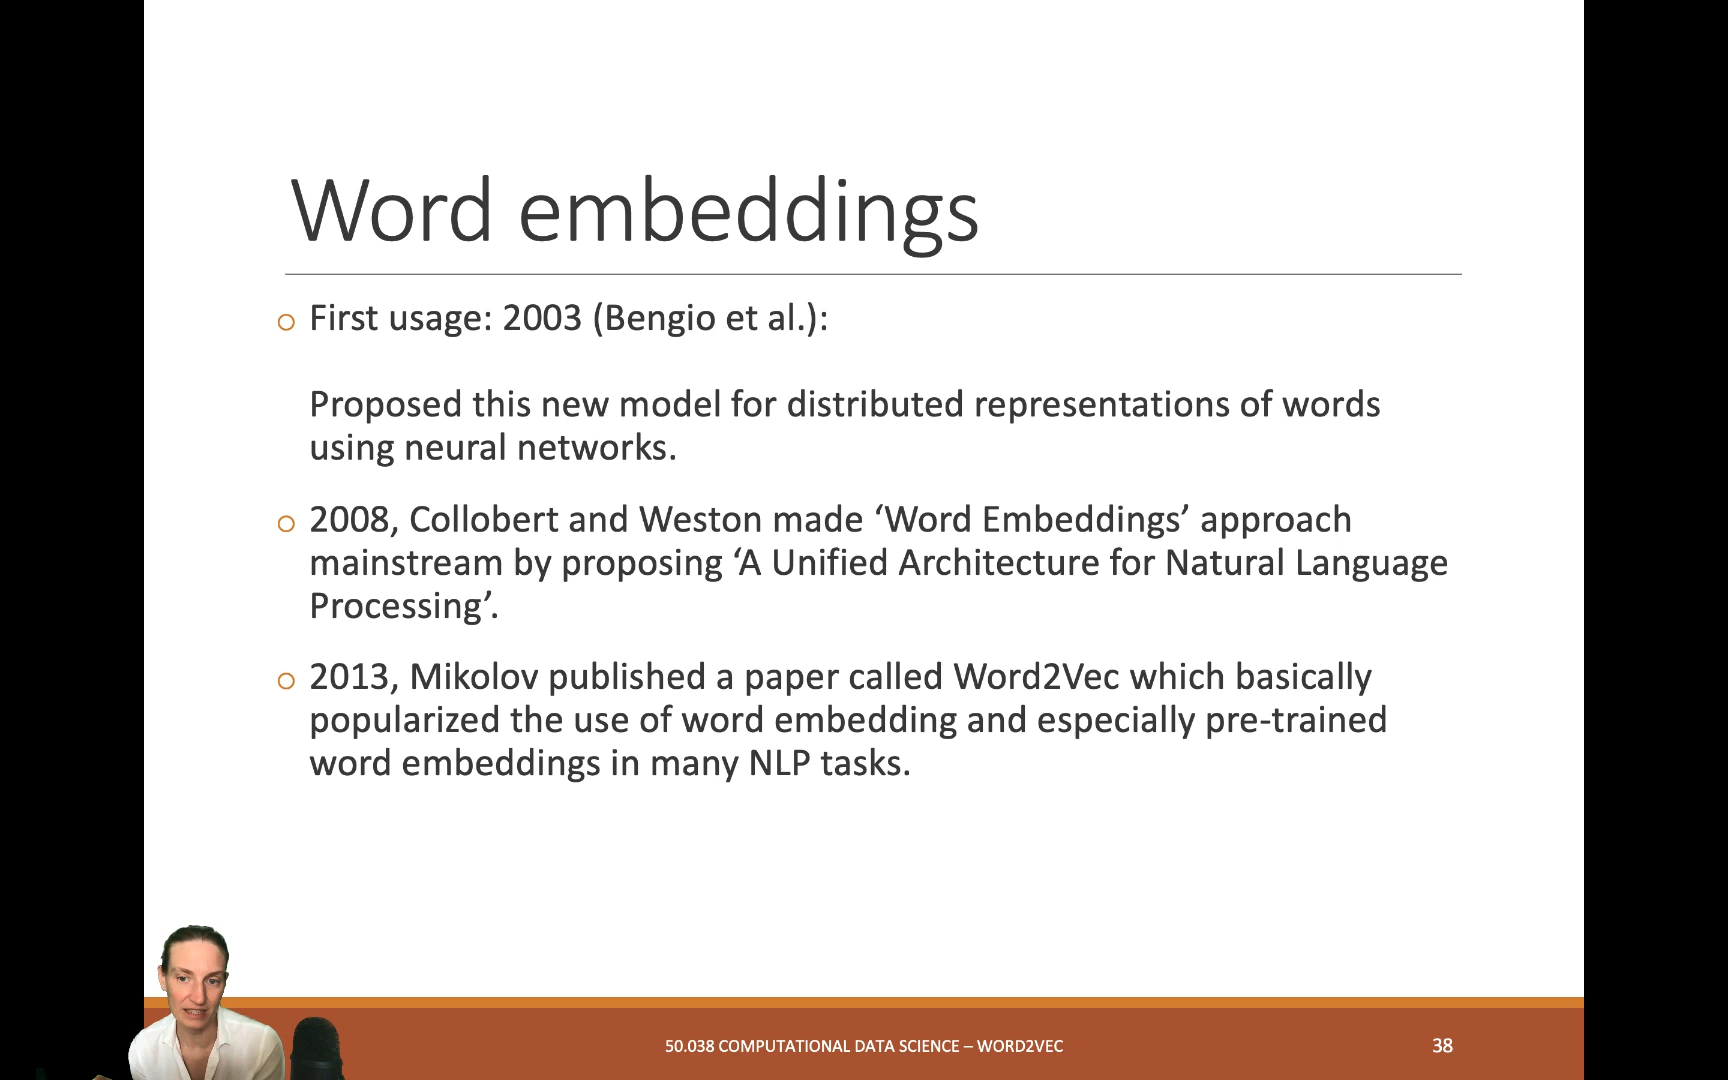 Word embeddings
First usage: 2003 (Bengio et al.):
Proposed this new model for distributed representations of words
using neural networks.
2008, Collobert and Weston made ‘Word Embeddings’ approach
mainstream by proposing ‘A Unified Architecture for Natural Language
Processing’.
2013, Mikolov published a paper called Word2Vec which basically
popularized the use of word embedding and especially pre-trained
word embeddings in many NLP tasks.
50.038 COMPUTATIONAL DATA SCIENCE – WORD2VEC
38